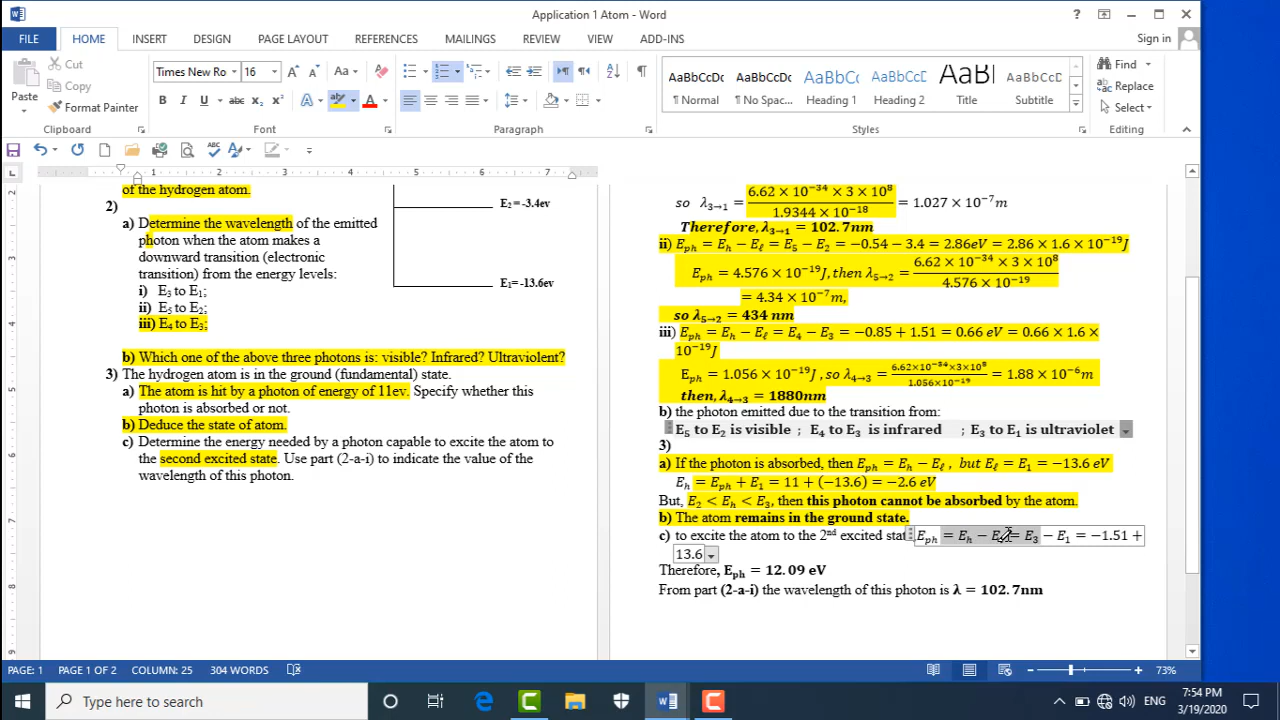 Application 1 Atom - Word
FILE HOME INSERT DESIGN PAGE LAYOUT REFERENCES MAILINGS REVIEW VIEW ADD-INS Sign in
Cut
Copy
Paste
Format Painter
Clipboard
Times New Ro 16
Font
Paragraph
AaBbCcDc AaBbCcDc AaBbCc AaBbCcD AaBl AaBbCcD
¶ Normal ¶ No Spac... Heading 1 Heading 2 Title Subtitle
Styles
Find
Replace
Select
Editing
of the hydrogen atom.
2)
a) Determine the wavelength of the emitted
photon when the atom makes a
downward transition (electronic
transition) from the energy levels:
i) E₃ to E₁;
ii) E₅ to E₂;
iii) E₄ to E₃;
E₂ = -3.4ev
E₁= -13.6ev
b) Which one of the above three photons is: visible? Infrared? Ultraviolent?
3) The hydrogen atom is in the ground (fundamental) state.
a) The atom is hit by a photon of energy of 11ev. Specify whether this
photon is absorbed or not.
b) Deduce the state of atom.
c) Determine the energy needed by a photon capable to excite the atom to
the second excited state. Use part (2-a-i) to indicate the value of the
wavelength of this photon.
so λ₃→₁ = 6.62 × 10⁻³⁴ × 3 × 10⁸ / 1.9344 × 10⁻¹⁸ = 1.027 × 10⁻⁷ m
Therefore, λ₃→₁ = 102.7nm
ii) Eph = Eh − Eℓ = E₅ − E₂ = −0.54 − 3.4 = 2.86eV = 2.86 × 1.6 × 10⁻¹⁹J
Eph = 4.576 × 10⁻¹⁹J, then λ₅→₂ = 6.62 × 10⁻³⁴ × 3 × 10⁸ / 4.576 × 10⁻¹⁹
= 4.34 × 10⁻⁷m,
so λ₅→₂ = 434 nm
iii) Eph = Eh − Eℓ = E₄ − E₃ = −0.85 + 1.51 = 0.66 eV = 0.66 × 1.6 ×
10⁻¹⁹J
Eph = 1.056 × 10⁻¹⁹J, so λ₄→₃ = 6.62×10⁻³⁴×3×10⁸ / 1.056×10⁻¹⁹ = 1.88 × 10⁻⁶m
then, λ₄→₃ = 1880nm
b) the photon emitted due to the transition from:
E₅ to E₂ is visible ; E₄ to E₃ is infrared ; E₃ to E₁ is ultraviolet
3)
a) If the photon is absorbed, then Eph = Eh − Eℓ , but Eℓ = E₁ = −13.6 eV
Eh = Eph + E₁ = 11 + (−13.6) = −2.6 eV
But, E₂ < Eh < E₃, then this photon cannot be absorbed by the atom.
b) The atom remains in the ground state.
c) to excite the atom to the 2ⁿᵈ excited stat Eph = Eh − E = E₃ − E₁ = −1.51 +
13.6
Therefore, Eph = 12.09 eV
From part (2-a-i) the wavelength of this photon is λ = 102.7nm
PAGE: 1 PAGE 1 OF 2 COLUMN: 25 304 WORDS 73%
Type here to search
ENG
7:54 PM
3/19/2020